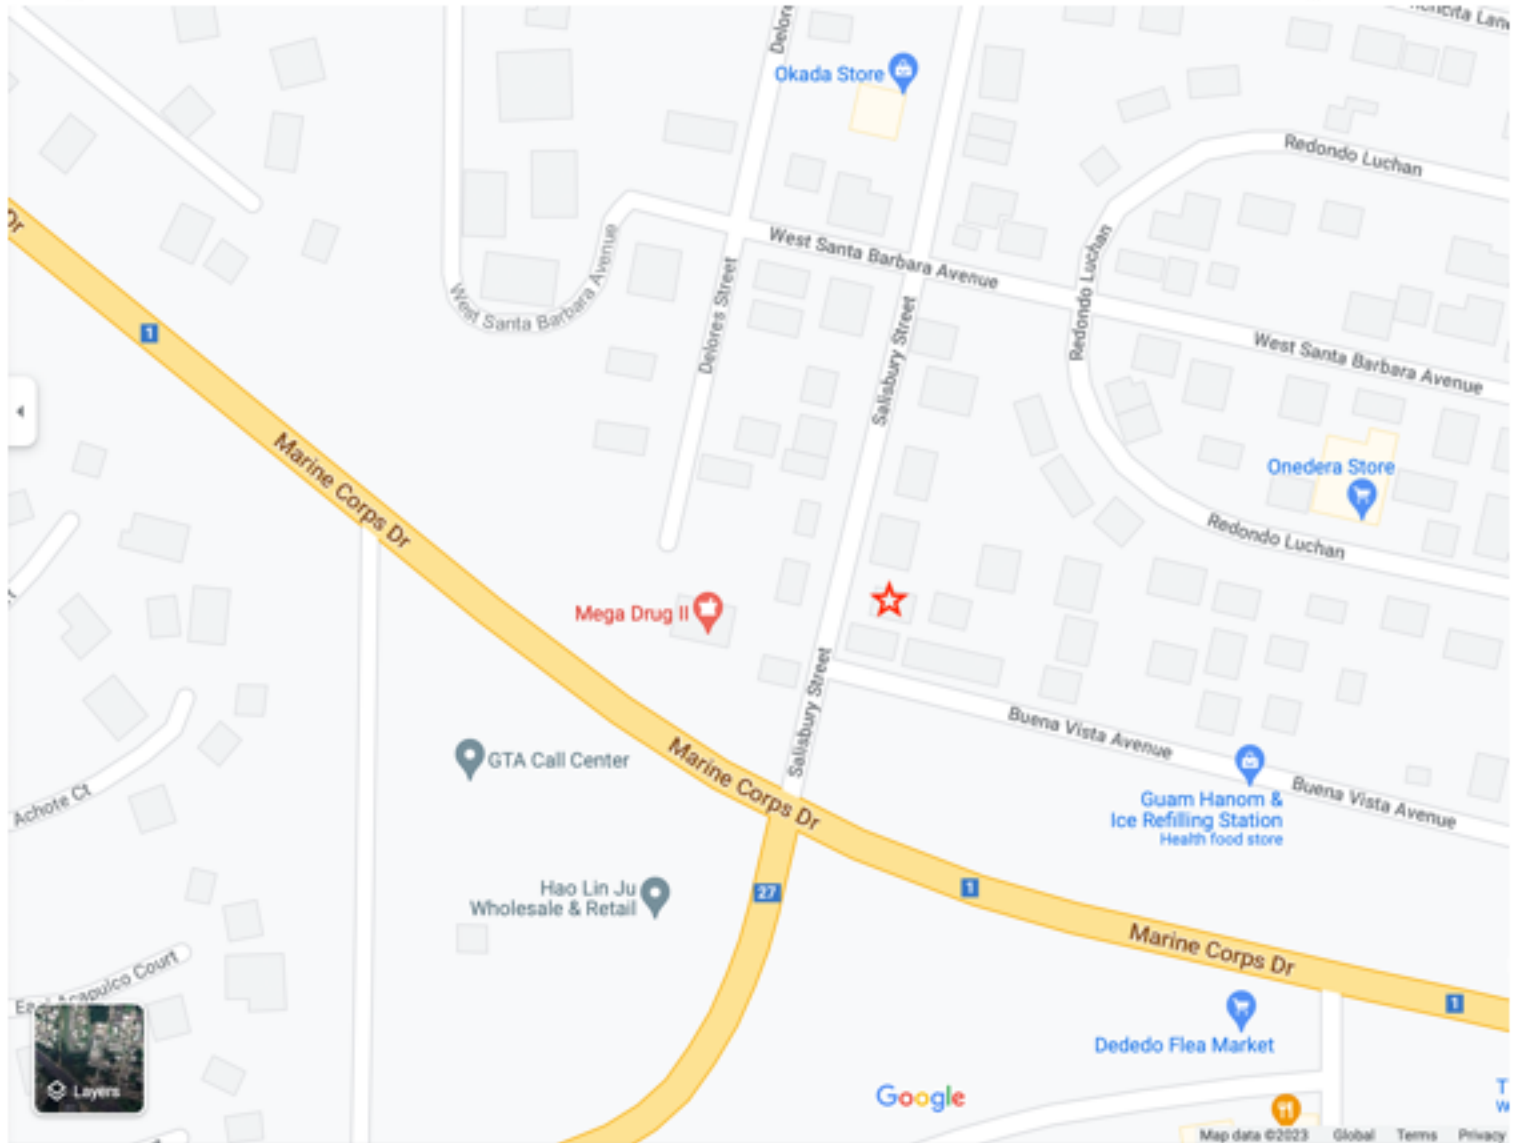 Okada Store
Redondo Luchan
West Santa Barbara Avenue
Redondo Luchan
West Santa Barbara Avenue
Delores Street
Salisbury Street
1
West Santa Barbara Avenue
Marine Corps Dr
Onedera Store
Redondo Luchan
Mega Drug II
Salisbury Street
Buena Vista Avenue
GTA Call Center
Marine Corps Dr
Guam Hanom &
Ice Refilling Station
Health food store
Buena Vista Avenue
Achote Ct
Hao Lin Ju
Wholesale & Retail
27
1
Marine Corps Dr
Acapulco Court
1
Dededo Flea Market
Layers
Google
Map data ©2023 Global Terms Privacy